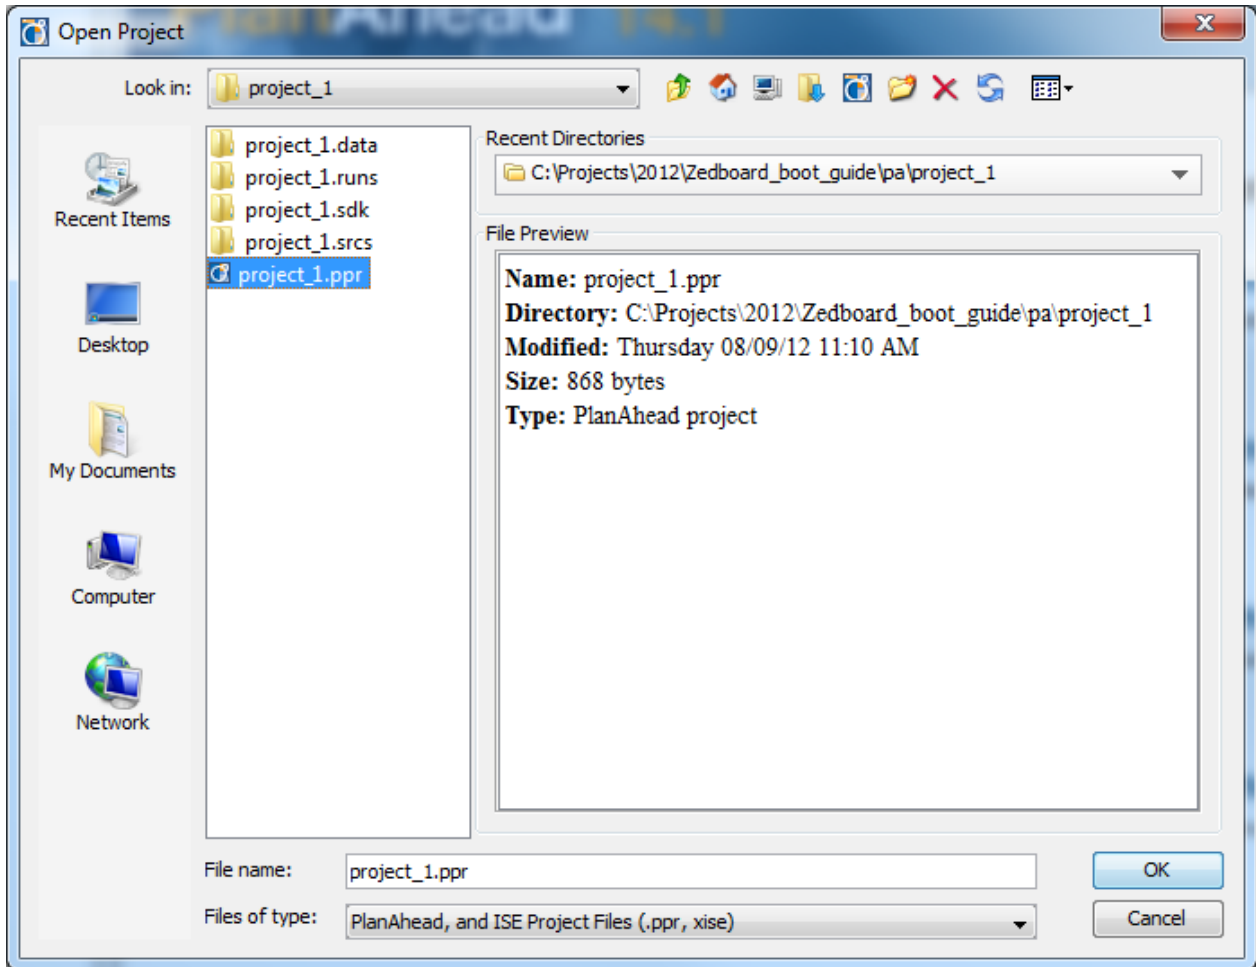 PlanAhead 14.1
Open Project
Look in:
project_1
Recent Items
Desktop
My Documents
Computer
Network
project_1.data
project_1.runs
project_1.sdk
project_1.srcs
project_1.ppr
Recent Directories
C:\Projects\2012\Zedboard_boot_guide\pa\project_1
File Preview
Name: project_1.ppr
Directory: C:\Projects\2012\Zedboard_boot_guide\pa\project_1
Modified: Thursday 08/09/12 11:10 AM
Size: 868 bytes
Type: PlanAhead project
File name:
project_1.ppr
OK
Files of type:
PlanAhead, and ISE Project Files (.ppr, xise)
Cancel